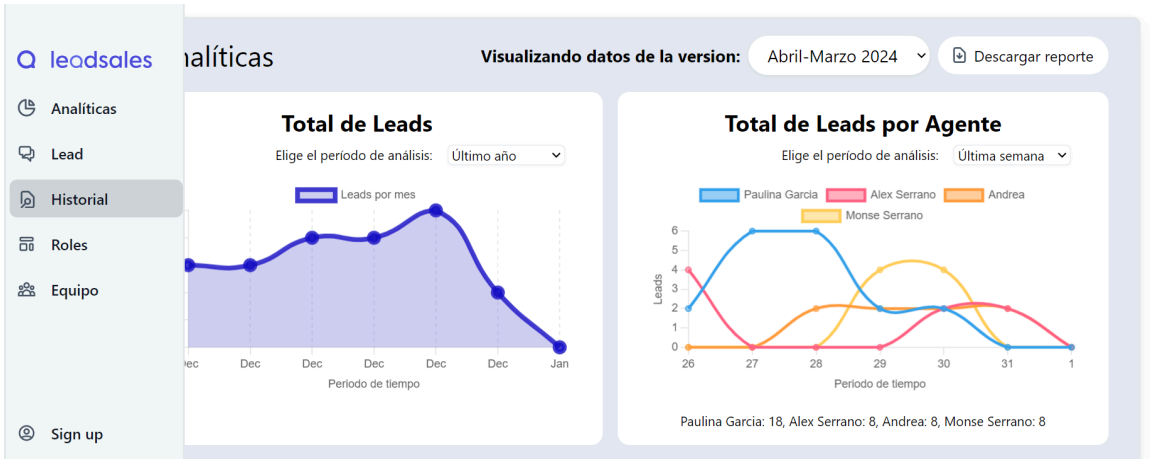 leadsales
Analíticas
Lead
Historial
Roles
Equipo
Sign up
nalíticas
Visualizando datos de la version:
Abril-Marzo 2024
Descargar reporte
Total de Leads
Elige el período de análisis:
Último año
Leads por mes
Dec Dec Dec Dec Dec Jan
Periodo de tiempo
Total de Leads por Agente
Elige el período de análisis:
Última semana
Paulina Garcia Alex Serrano Andrea
Monse Serrano
Leads
6
5
4
3
2
1
0
26 27 28 29 30 31 1
Periodo de tiempo
Paulina Garcia: 18, Alex Serrano: 8, Andrea: 8, Monse Serrano: 8